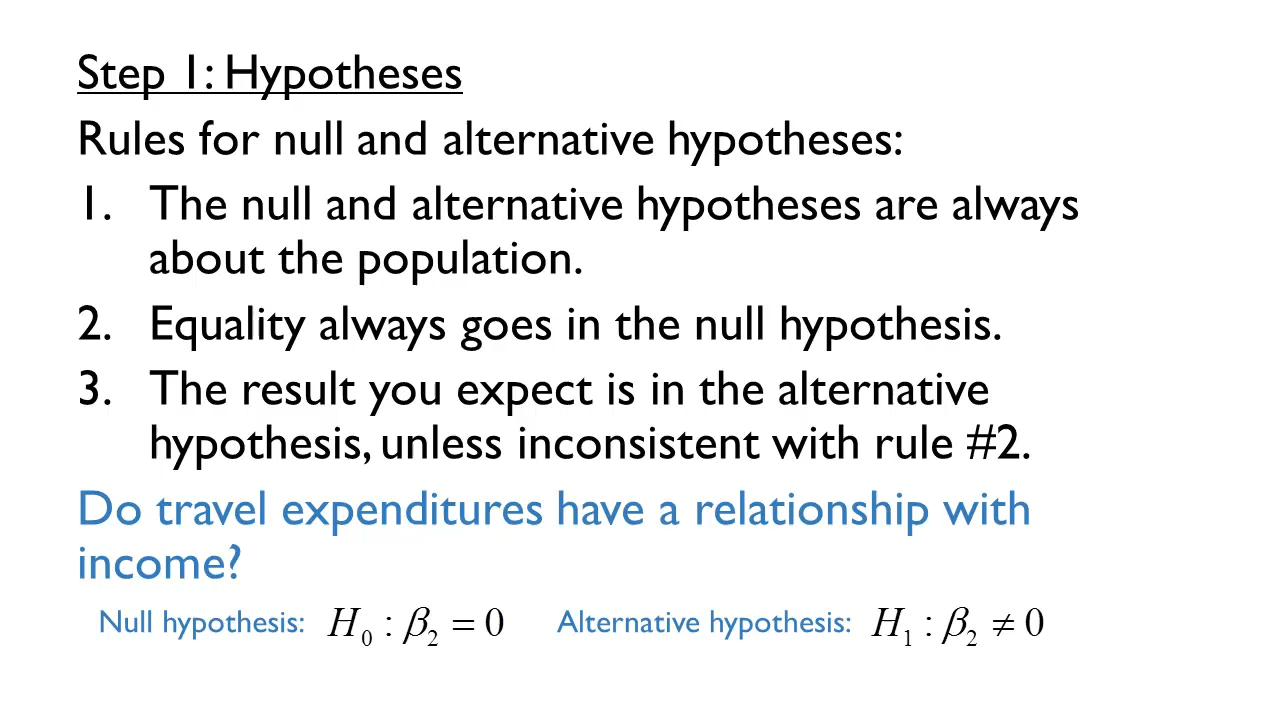 Step 1: Hypotheses
Rules for null and alternative hypotheses:
1. The null and alternative hypotheses are always
about the population.
2. Equality always goes in the null hypothesis.
3. The result you expect is in the alternative
hypothesis, unless inconsistent with rule #2.
Do travel expenditures have a relationship with
income?
Null hypothesis: H₀ : β₂ = 0 Alternative hypothesis: H₁ : β₂ ≠ 0